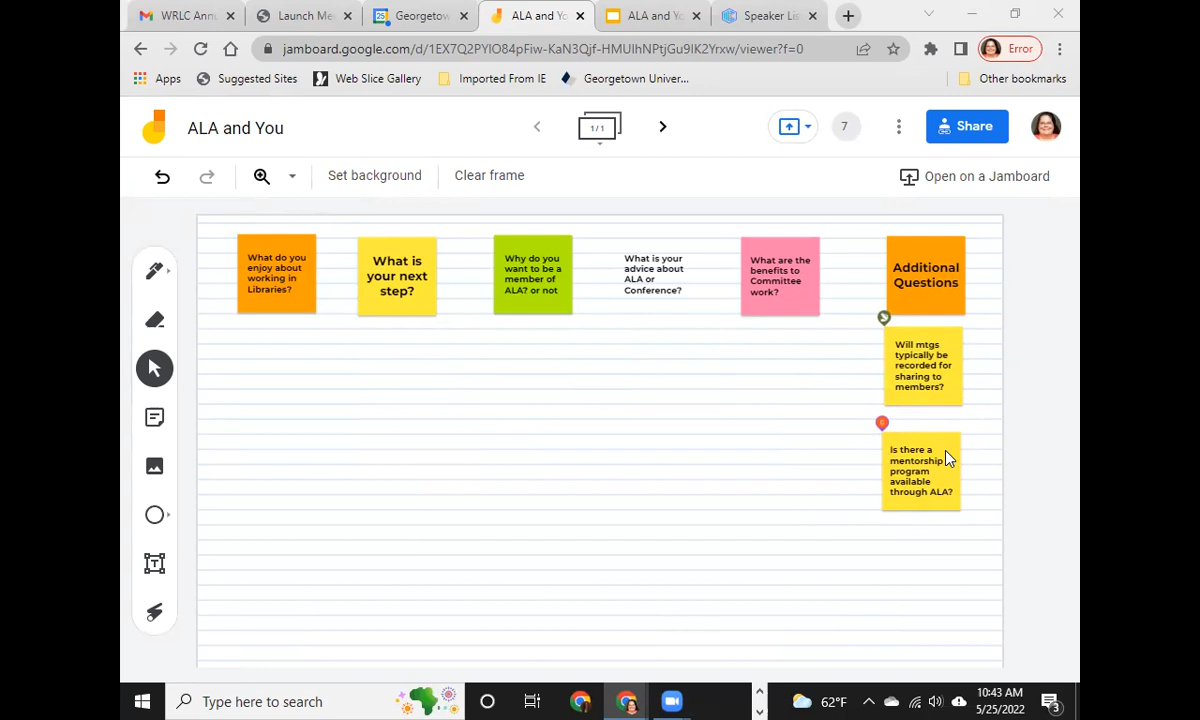 WRLC Ann
Launch Me
Georgetow
ALA and Yo
ALA and Yo
Speaker Lis
jamboard.google.com/d/1EX7Q2PYlO84pFiw-KaN3Qjf-HMUIhNPtjGu9lK2Yrxw/viewer?f=0
Error
Apps
Suggested Sites
Web Slice Gallery
Imported From IE
Georgetown Univer...
Other bookmarks
ALA and You
1/1
7
Share
Set background
Clear frame
Open on a Jamboard
What do you
enjoy about
working in
Libraries?
What is
your next
step?
Why do you
want to be a
member of
ALA? or not
What is your
advice about
ALA or
Conference?
What are the
benefits to
Committee
work?
Additional
Questions
Will mtgs
typically be
recorded for
sharing to
members?
Is there a
mentorship
program
available
through ALA?
Type here to search
62°F
10:43 AM
5/25/2022
3